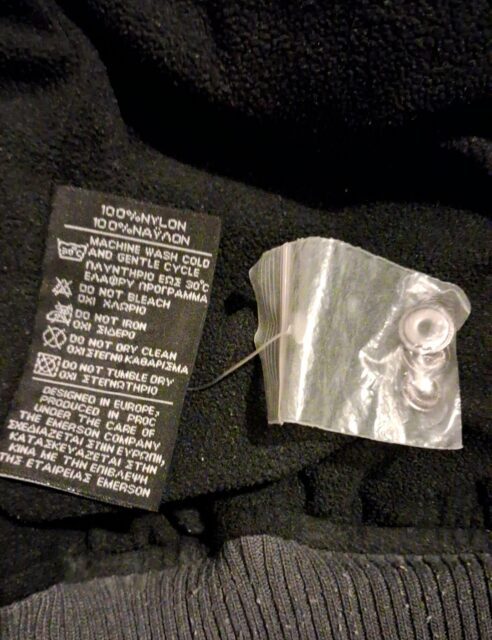 100%NYLON
100%ΝΑΥΛΟΝ
30°C MACHINE WASH COLD
AND GENTLE CYCLE
ΠΛΥΝΤΗΡΙΟ ΕΩΣ 30°C
ΕΛΑΦΡΥ ΠΡΟΓΡΑΜΜΑ
DO NOT BLEACH
ΟΧΙ ΧΛΩΡΙΟ
DO NOT IRON
ΟΧΙ ΣΙΔΕΡΟ
DO NOT DRY CLEAN
ΟΧΙ ΣΤΕΓΝΟ ΚΑΘΑΡΙΣΜΑ
DO NOT TUMBLE DRY
ΟΧΙ ΣΤΕΓΝΩΤΗΡΙΟ
DESIGNED IN EUROPE,
PRODUCED IN PROC
UNDER THE CARE OF
THE EMERSON COMPANY.
ΣΧΕΔΙΑΖΕΤΑΙ ΣΤΗΝ ΕΥΡΩΠΗ,
ΚΑΤΑΣΚΕΥΑΖΕΤΑΙ ΣΤΗΝ
ΚΙΝΑ ΜΕ ΤΗΝ ΕΠΙΒΛΕΨΗ
ΤΗΣ ΕΤΑΙΡΕΙΑΣ EMERSON